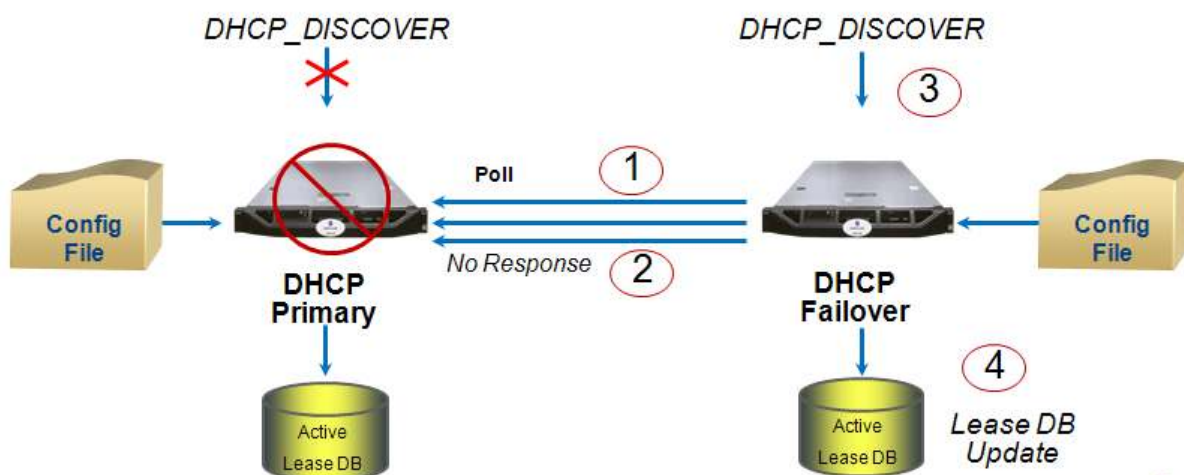 DHCP_DISCOVER
DHCP_DISCOVER
3
1
Poll
Config
File
Config
File
No Response
2
DHCP
Primary
DHCP
Failover
4
Active
Lease DB
Active
Lease DB
Lease DB
Update